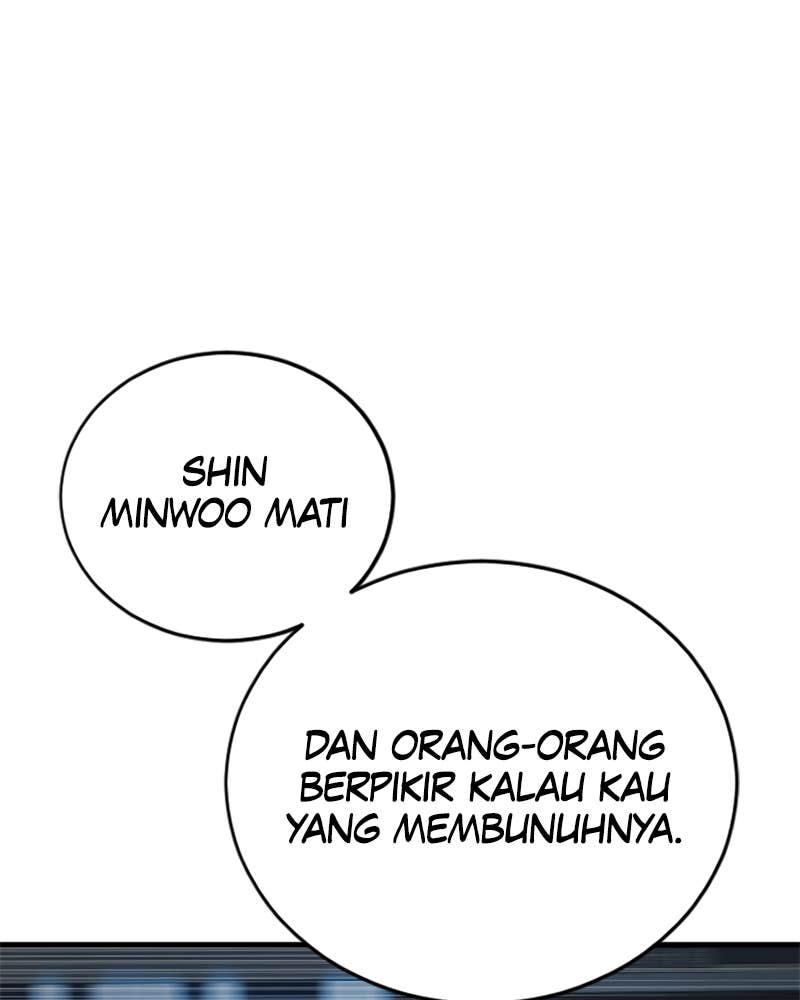 SHIN
MINWOO MATI
DAN ORANG-ORANG
BERPIKIR KALAU KAU
YANG MEMBUNUHNYA.